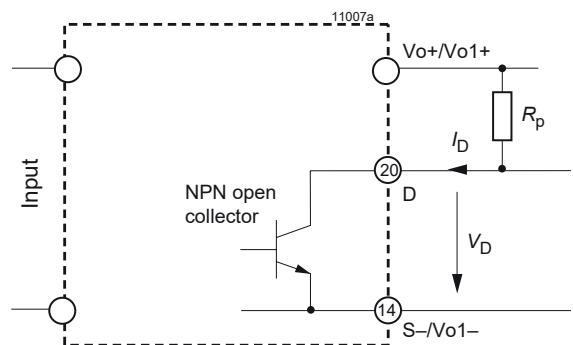 11007a
Vo+/Vo1+
Rp
ID
20
D
NPN open
collector
Input
VD
14
S–/Vo1–